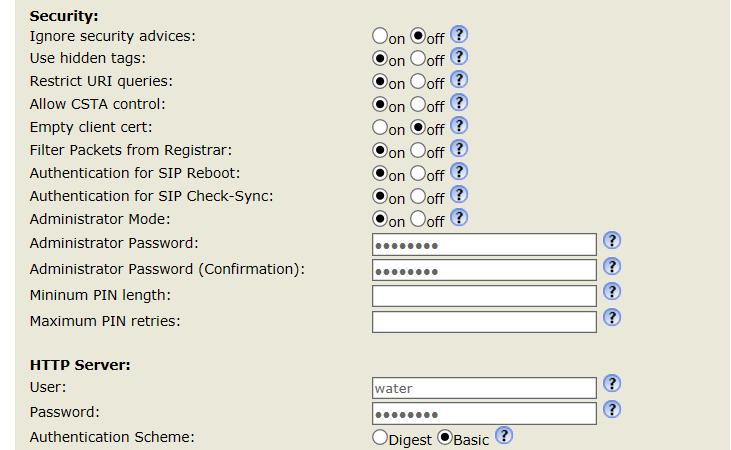 Security:
Ignore security advices: on off ?
Use hidden tags: on off ?
Restrict URI queries: on off ?
Allow CSTA control: on off ?
Empty client cert: on off ?
Filter Packets from Registrar: on off ?
Authentication for SIP Reboot: on off ?
Authentication for SIP Check-Sync: on off ?
Administrator Mode: on off ?
Administrator Password: ●●●●●●●● ?
Administrator Password (Confirmation): ●●●●●●●● ?
Mininum PIN length: ?
Maximum PIN retries: ?
HTTP Server:
User: water ?
Password: ●●●●●●●● ?
Authentication Scheme: Digest Basic ?